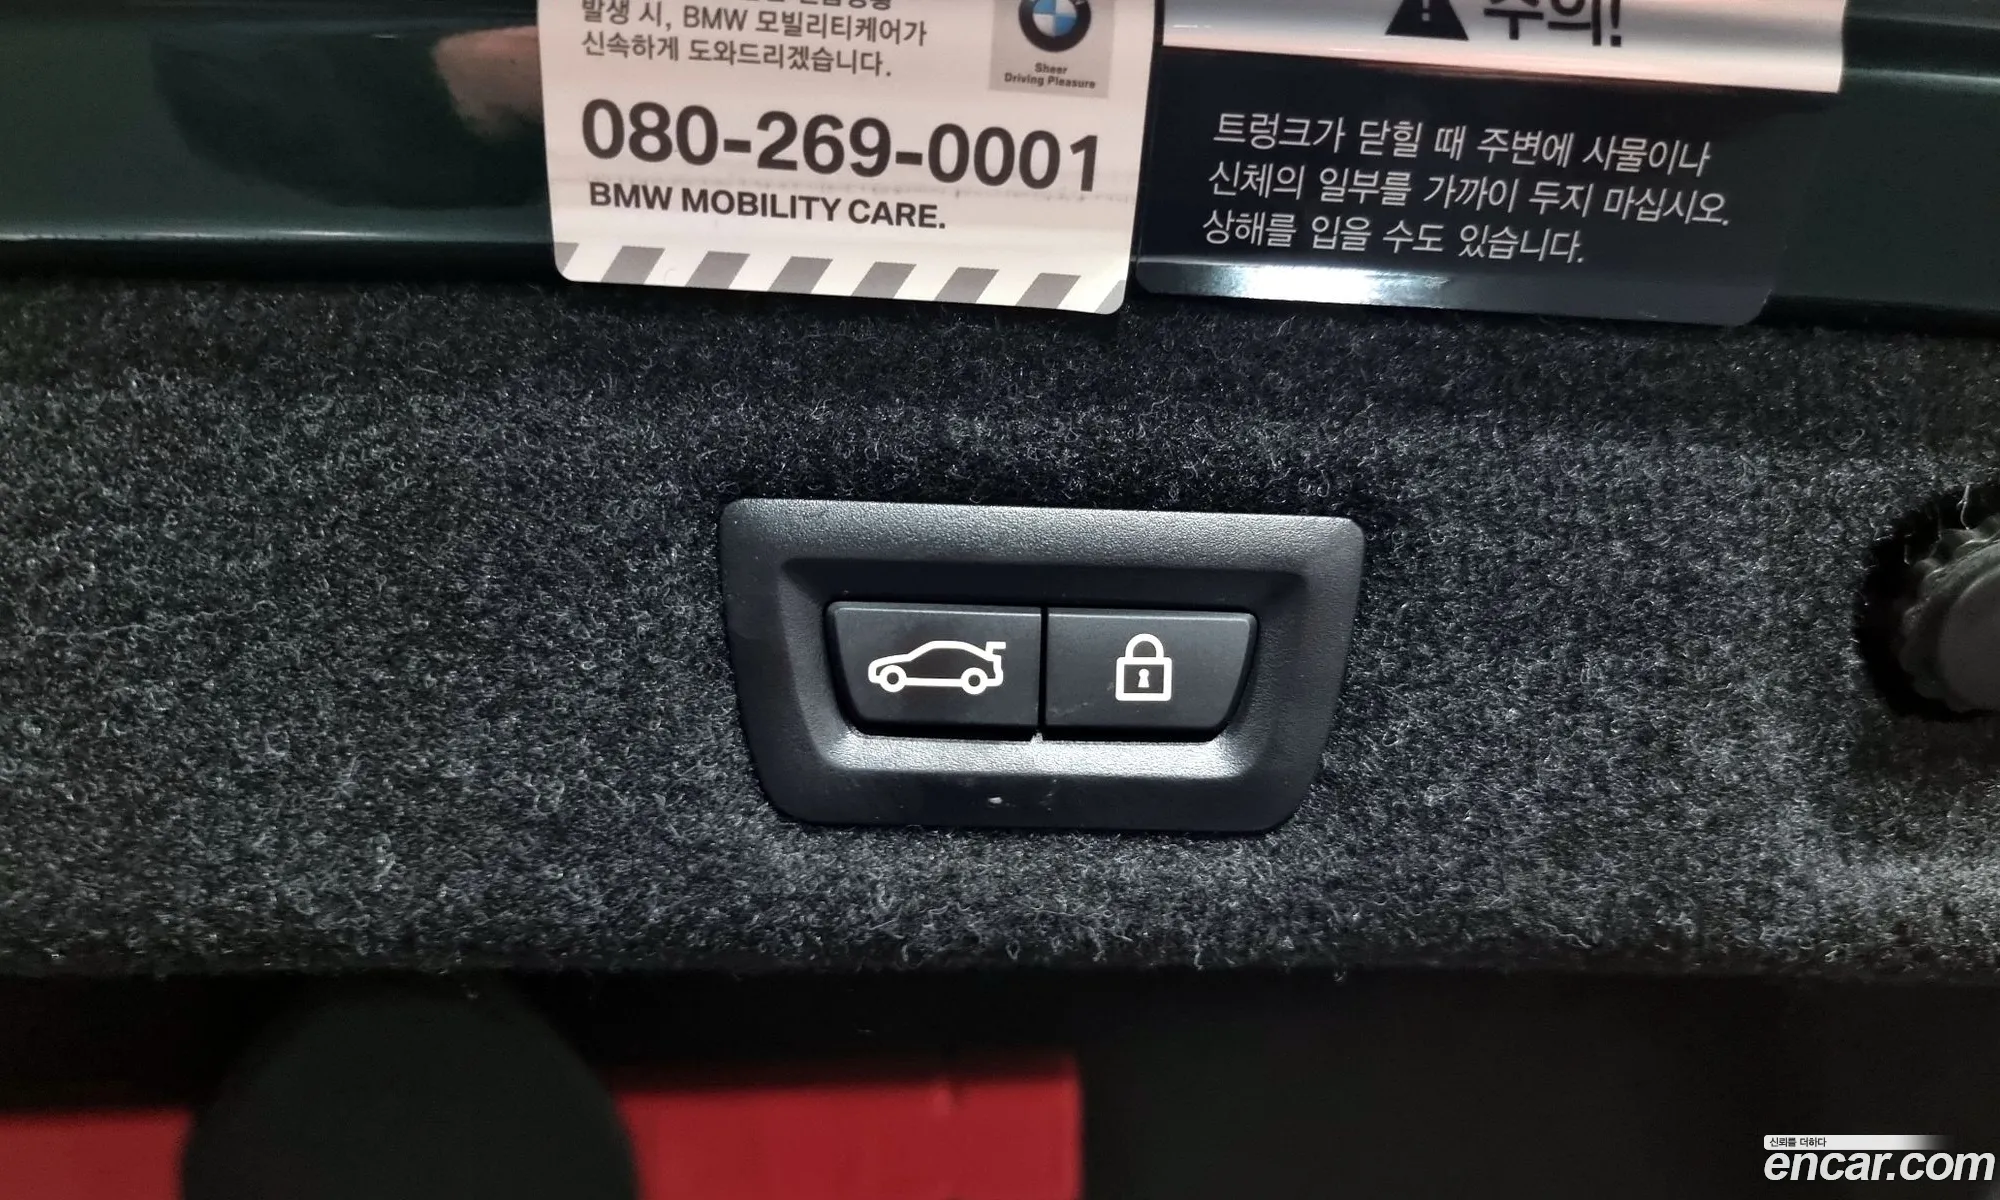 발생 시, BMW 모빌리티케어가
신속하게 도와드리겠습니다.
Sheer
Driving Pleasure
080-269-0001
BMW MOBILITY CARE.
주의!
트렁크가 닫힐 때 주변에 사물이나
신체의 일부를 가까이 두지 마십시오.
상해를 입을 수도 있습니다.
신뢰를 더하다
encar.com